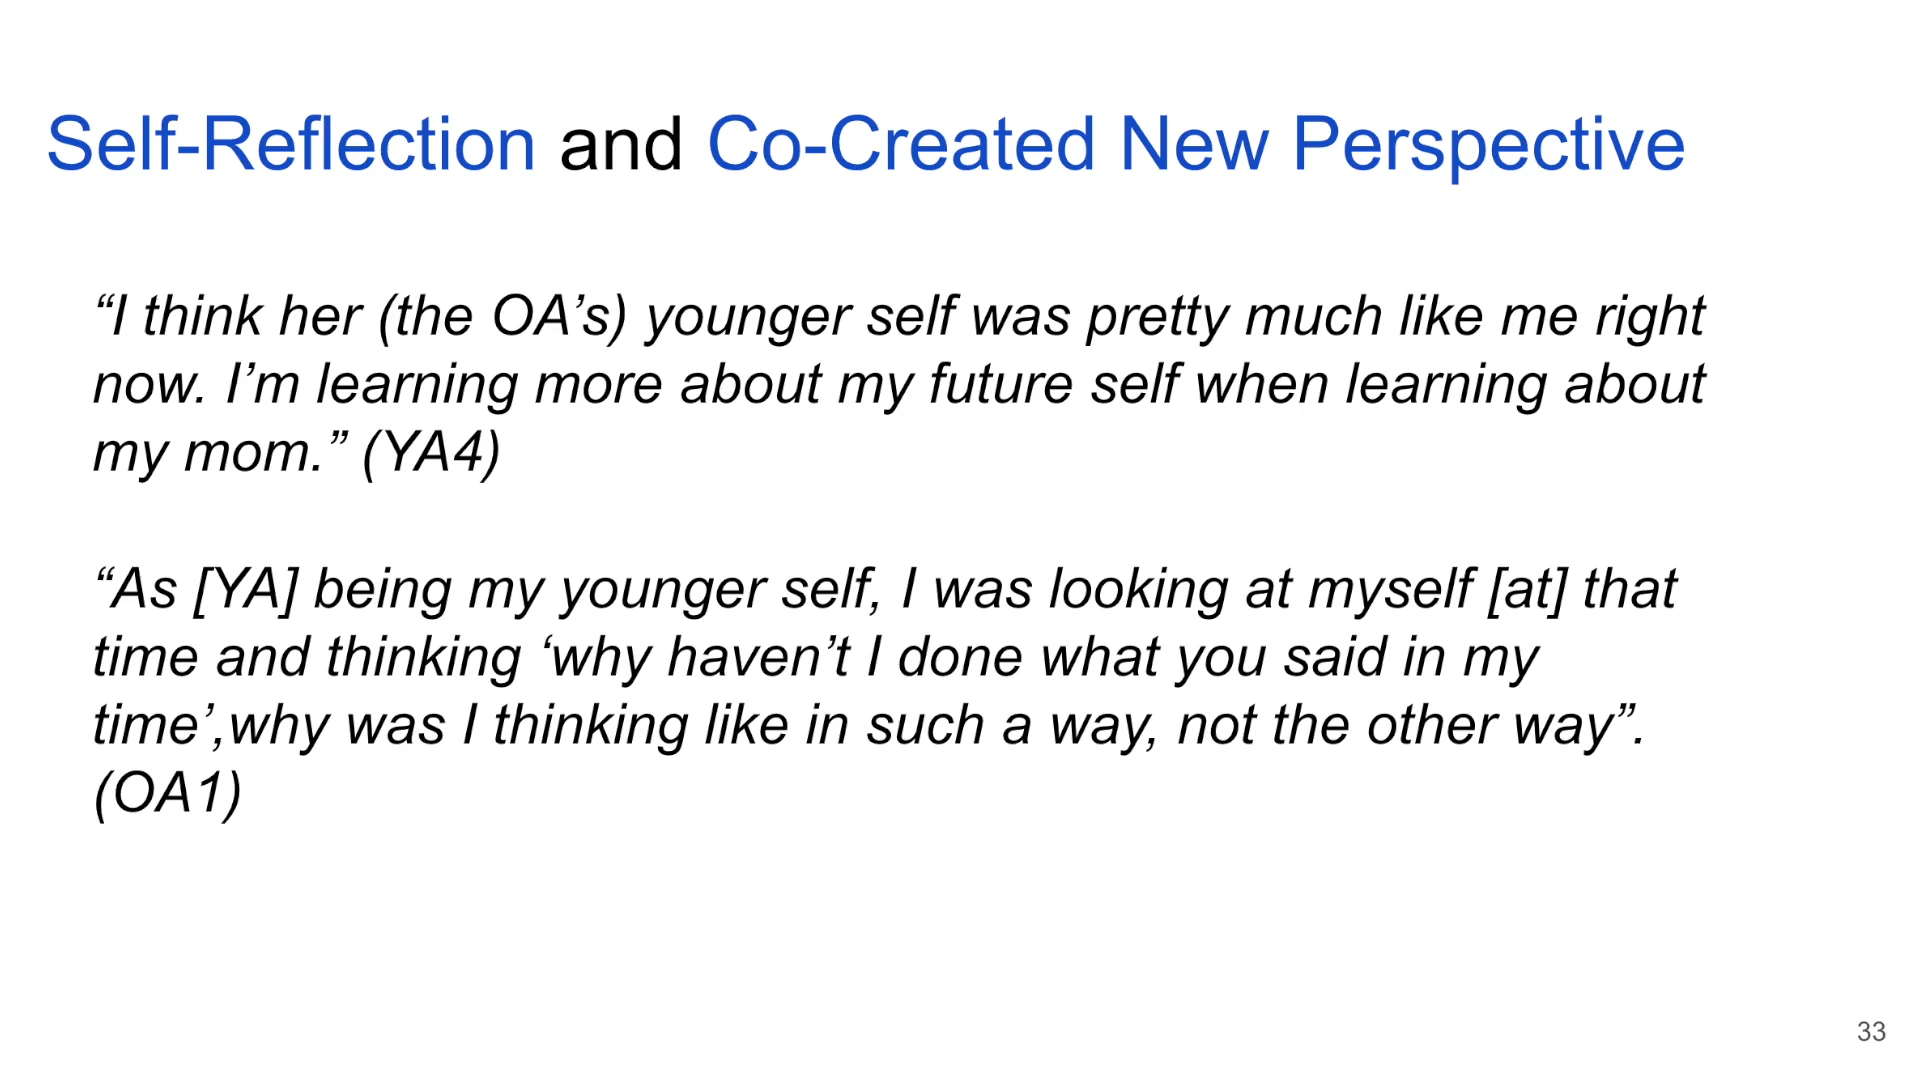 Self-Reflection and Co-Created New Perspective
“I think her (the OA’s) younger self was pretty much like me right
now. I’m learning more about my future self when learning about
my mom.” (YA4)
“As [YA] being my younger self, I was looking at myself [at] that
time and thinking ‘why haven’t I done what you said in my
time’,why was I thinking like in such a way, not the other way”.
(OA1)
33